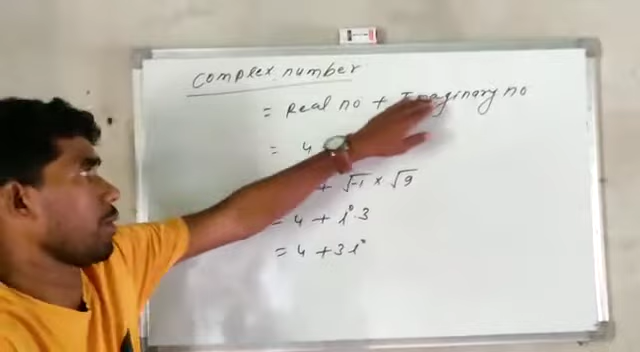 Complex number
= Real no + Imaginary no
= 4
+ √-1 × √9
= 4 + i.3
= 4 + 3i